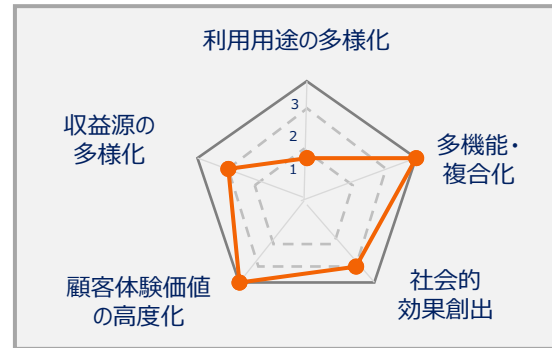 利用用途の多様化
3
2
1
収益源の
多様化
多機能・
複合化
顧客体験価値
の高度化
社会的
効果創出